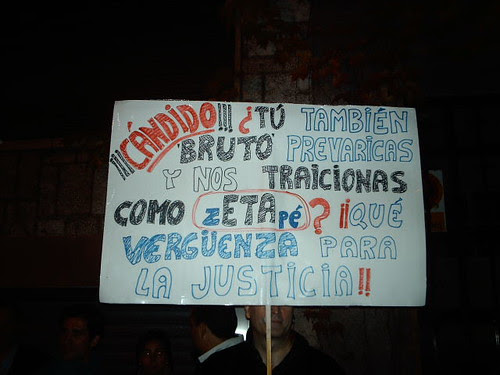 ¡¡¡CÁNDIDO!!! ¿TÚ TAMBIÉN
'BRUTO' PREVARICAS
Y NOS TRAICIONAS
COMO ZETAPÉ? ¡¡QUÉ
VERGÜENZA PARA
LA JUSTICIA!!